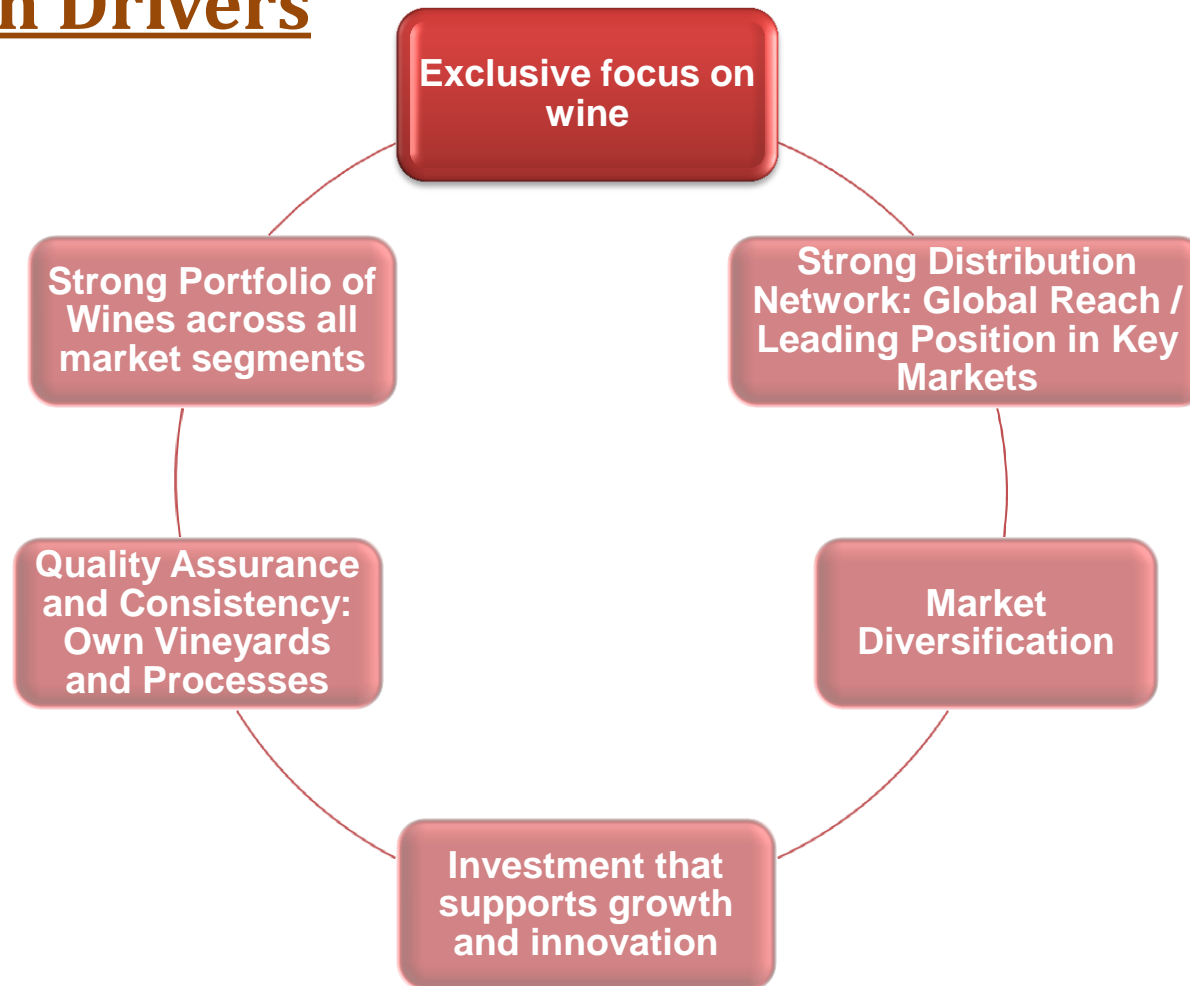 Drivers
Exclusive focus on
wine
Strong Portfolio of
Wines across all
market segments
Strong Distribution
Network: Global Reach /
Leading Position in Key
Markets
Quality Assurance
and Consistency:
Own Vineyards
and Processes
Market
Diversification
Investment that
supports growth
and innovation